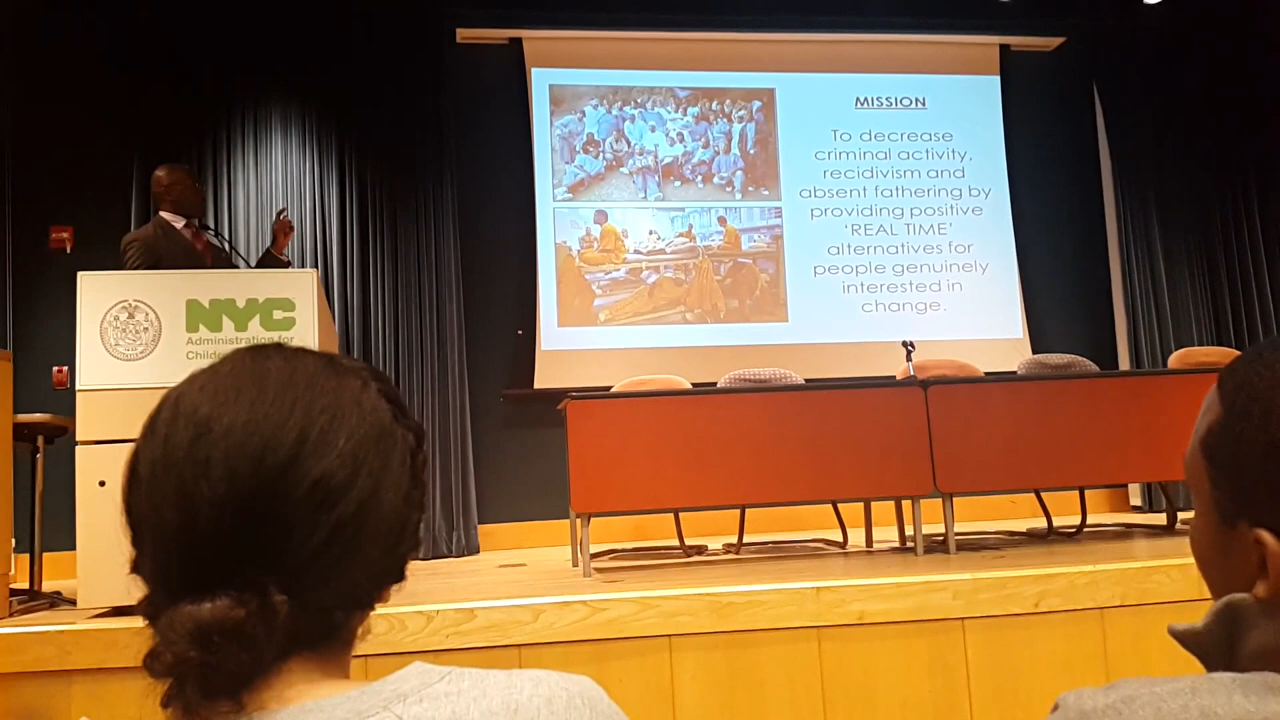 NYC
Administration for
MISSION
To decrease
criminal activity,
recidivism and
absent fathering by
providing positive
‘REAL TIME’
alternatives for
people genuinely
interested in
change.